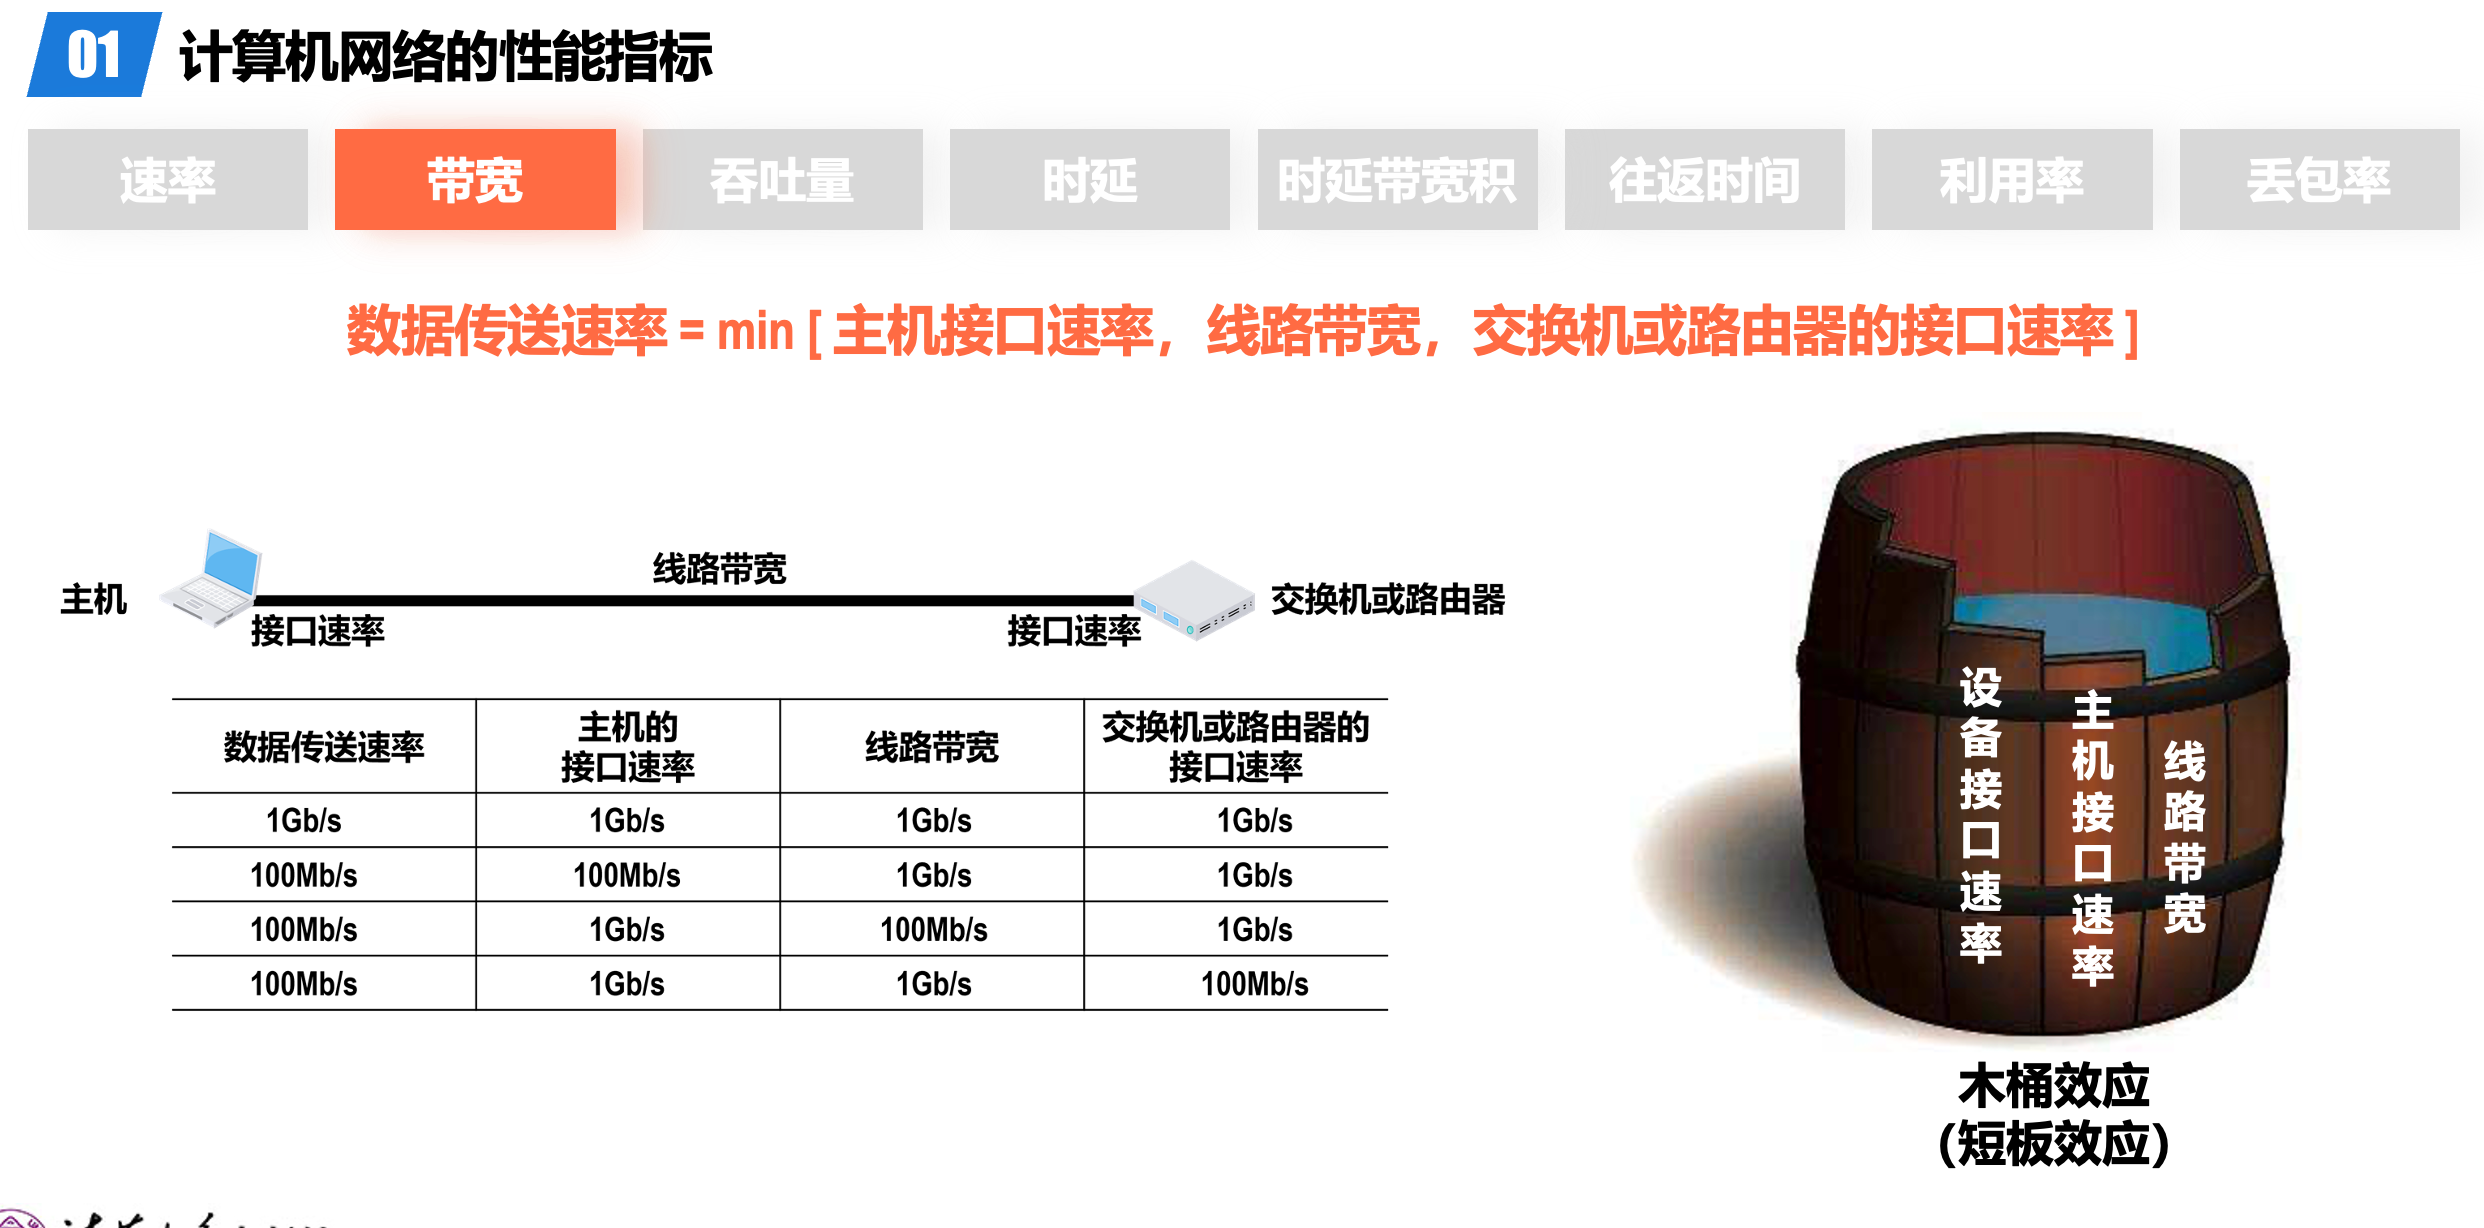 01 计算机网络的性能指标
速率 带宽 吞吐量 时延 时延带宽积 往返时间 利用率 丢包率
数据传送速率 = min [ 主机接口速率，线路带宽，交换机或路由器的接口速率 ]
主机
线路带宽
接口速率
接口速率
交换机或路由器
数据传送速率 主机的接口速率 线路带宽 交换机或路由器的接口速率
1Gb/s 1Gb/s 1Gb/s 1Gb/s
100Mb/s 100Mb/s 1Gb/s 1Gb/s
100Mb/s 1Gb/s 100Mb/s 1Gb/s
100Mb/s 1Gb/s 1Gb/s 100Mb/s
设备接口速率
主机接口速率
线路带宽
木桶效应
（短板效应）